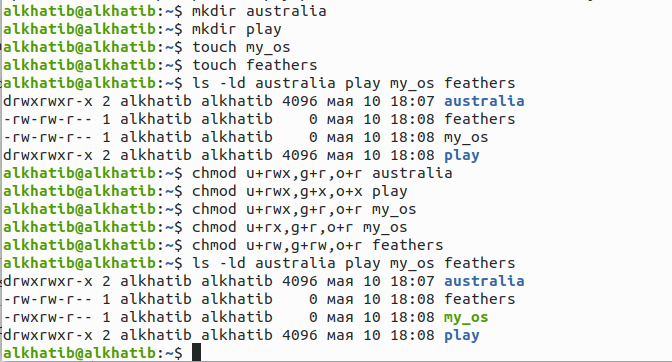 alkhatib@alkhatib:~$ mkdir australia
alkhatib@alkhatib:~$ mkdir play
alkhatib@alkhatib:~$ touch my_os
alkhatib@alkhatib:~$ touch feathers
alkhatib@alkhatib:~$ ls -ld australia play my_os feathers
drwxrwxr-x 2 alkhatib alkhatib 4096 мая 10 18:07 australia
-rw-rw-r-- 1 alkhatib alkhatib    0 мая 10 18:08 feathers
-rw-rw-r-- 1 alkhatib alkhatib    0 мая 10 18:08 my_os
drwxrwxr-x 2 alkhatib alkhatib 4096 мая 10 18:08 play
alkhatib@alkhatib:~$ chmod u+rwx,g+r,o+r australia
alkhatib@alkhatib:~$ chmod u+rwx,g+x,o+x play
alkhatib@alkhatib:~$ chmod u+rwx,g+r,o+r my_os
alkhatib@alkhatib:~$ chmod u+rx,g+r,o+r my_os
alkhatib@alkhatib:~$ chmod u+rw,g+rw,o+r feathers
alkhatib@alkhatib:~$ ls -ld australia play my_os feathers
drwxrwxr-x 2 alkhatib alkhatib 4096 мая 10 18:07 australia
-rw-rw-r-- 1 alkhatib alkhatib    0 мая 10 18:08 feathers
-rwxrw-r-- 1 alkhatib alkhatib    0 мая 10 18:08 my_os
drwxrwxr-x 2 alkhatib alkhatib 4096 мая 10 18:08 play
alkhatib@alkhatib:~$